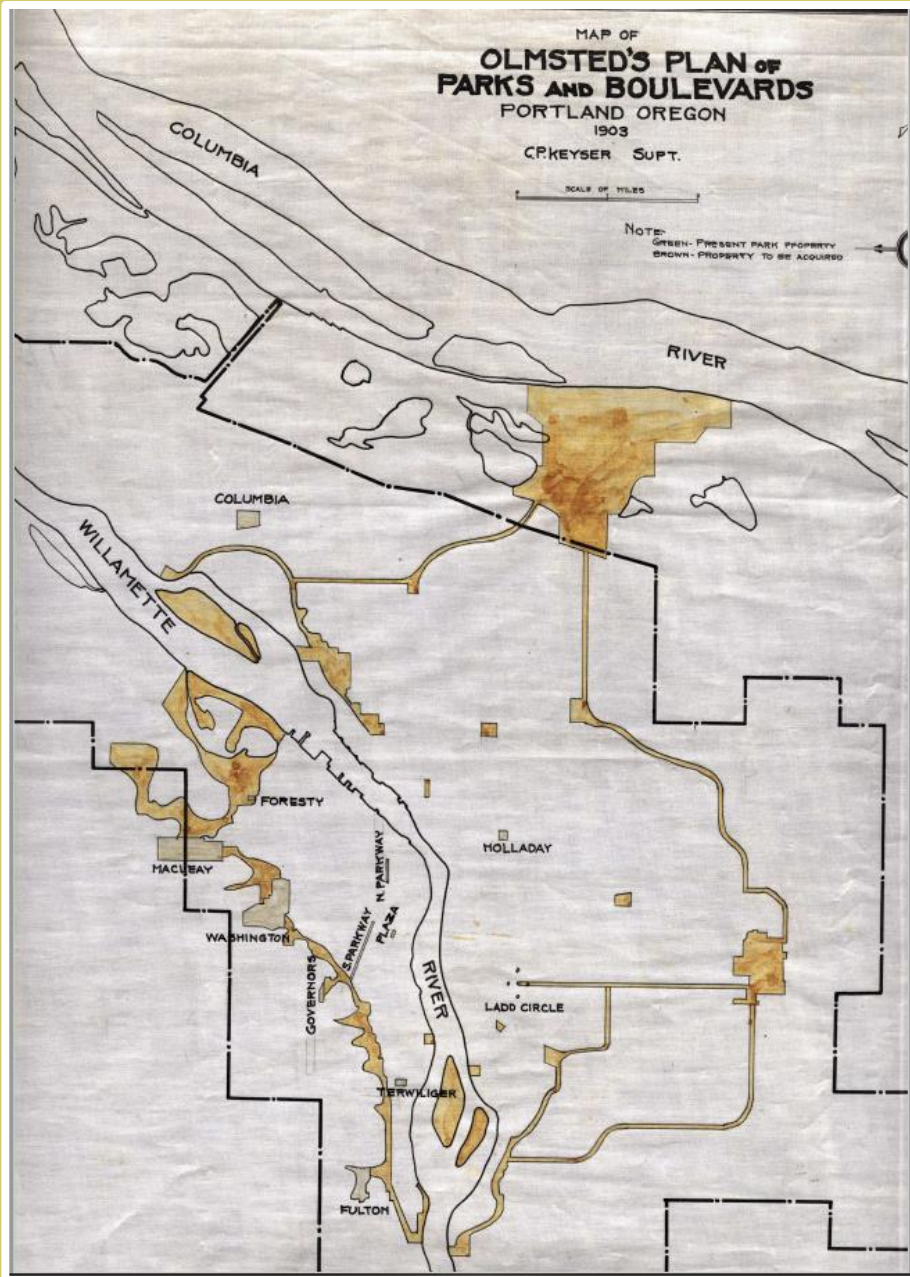 MAP OF
OLMSTED'S PLAN OF
PARKS AND BOULEVARDS
PORTLAND OREGON
1903
C.P. KEYSER SUPT.
SCALE OF MILES
NOTE-
GREEN- PRESENT PARK PROPERTY
BROWN- PROPERTY TO BE ACQUIRED
COLUMBIA
RIVER
COLUMBIA
WILLAMETTE
FORESTY
MACLEAY
HOLLADAY
N. PARKWAY
WASHINGTON
S. PARKWAY
PLAZA
GOVERNORS
RIVER
LADD CIRCLE
TERWILIGER
FULTON